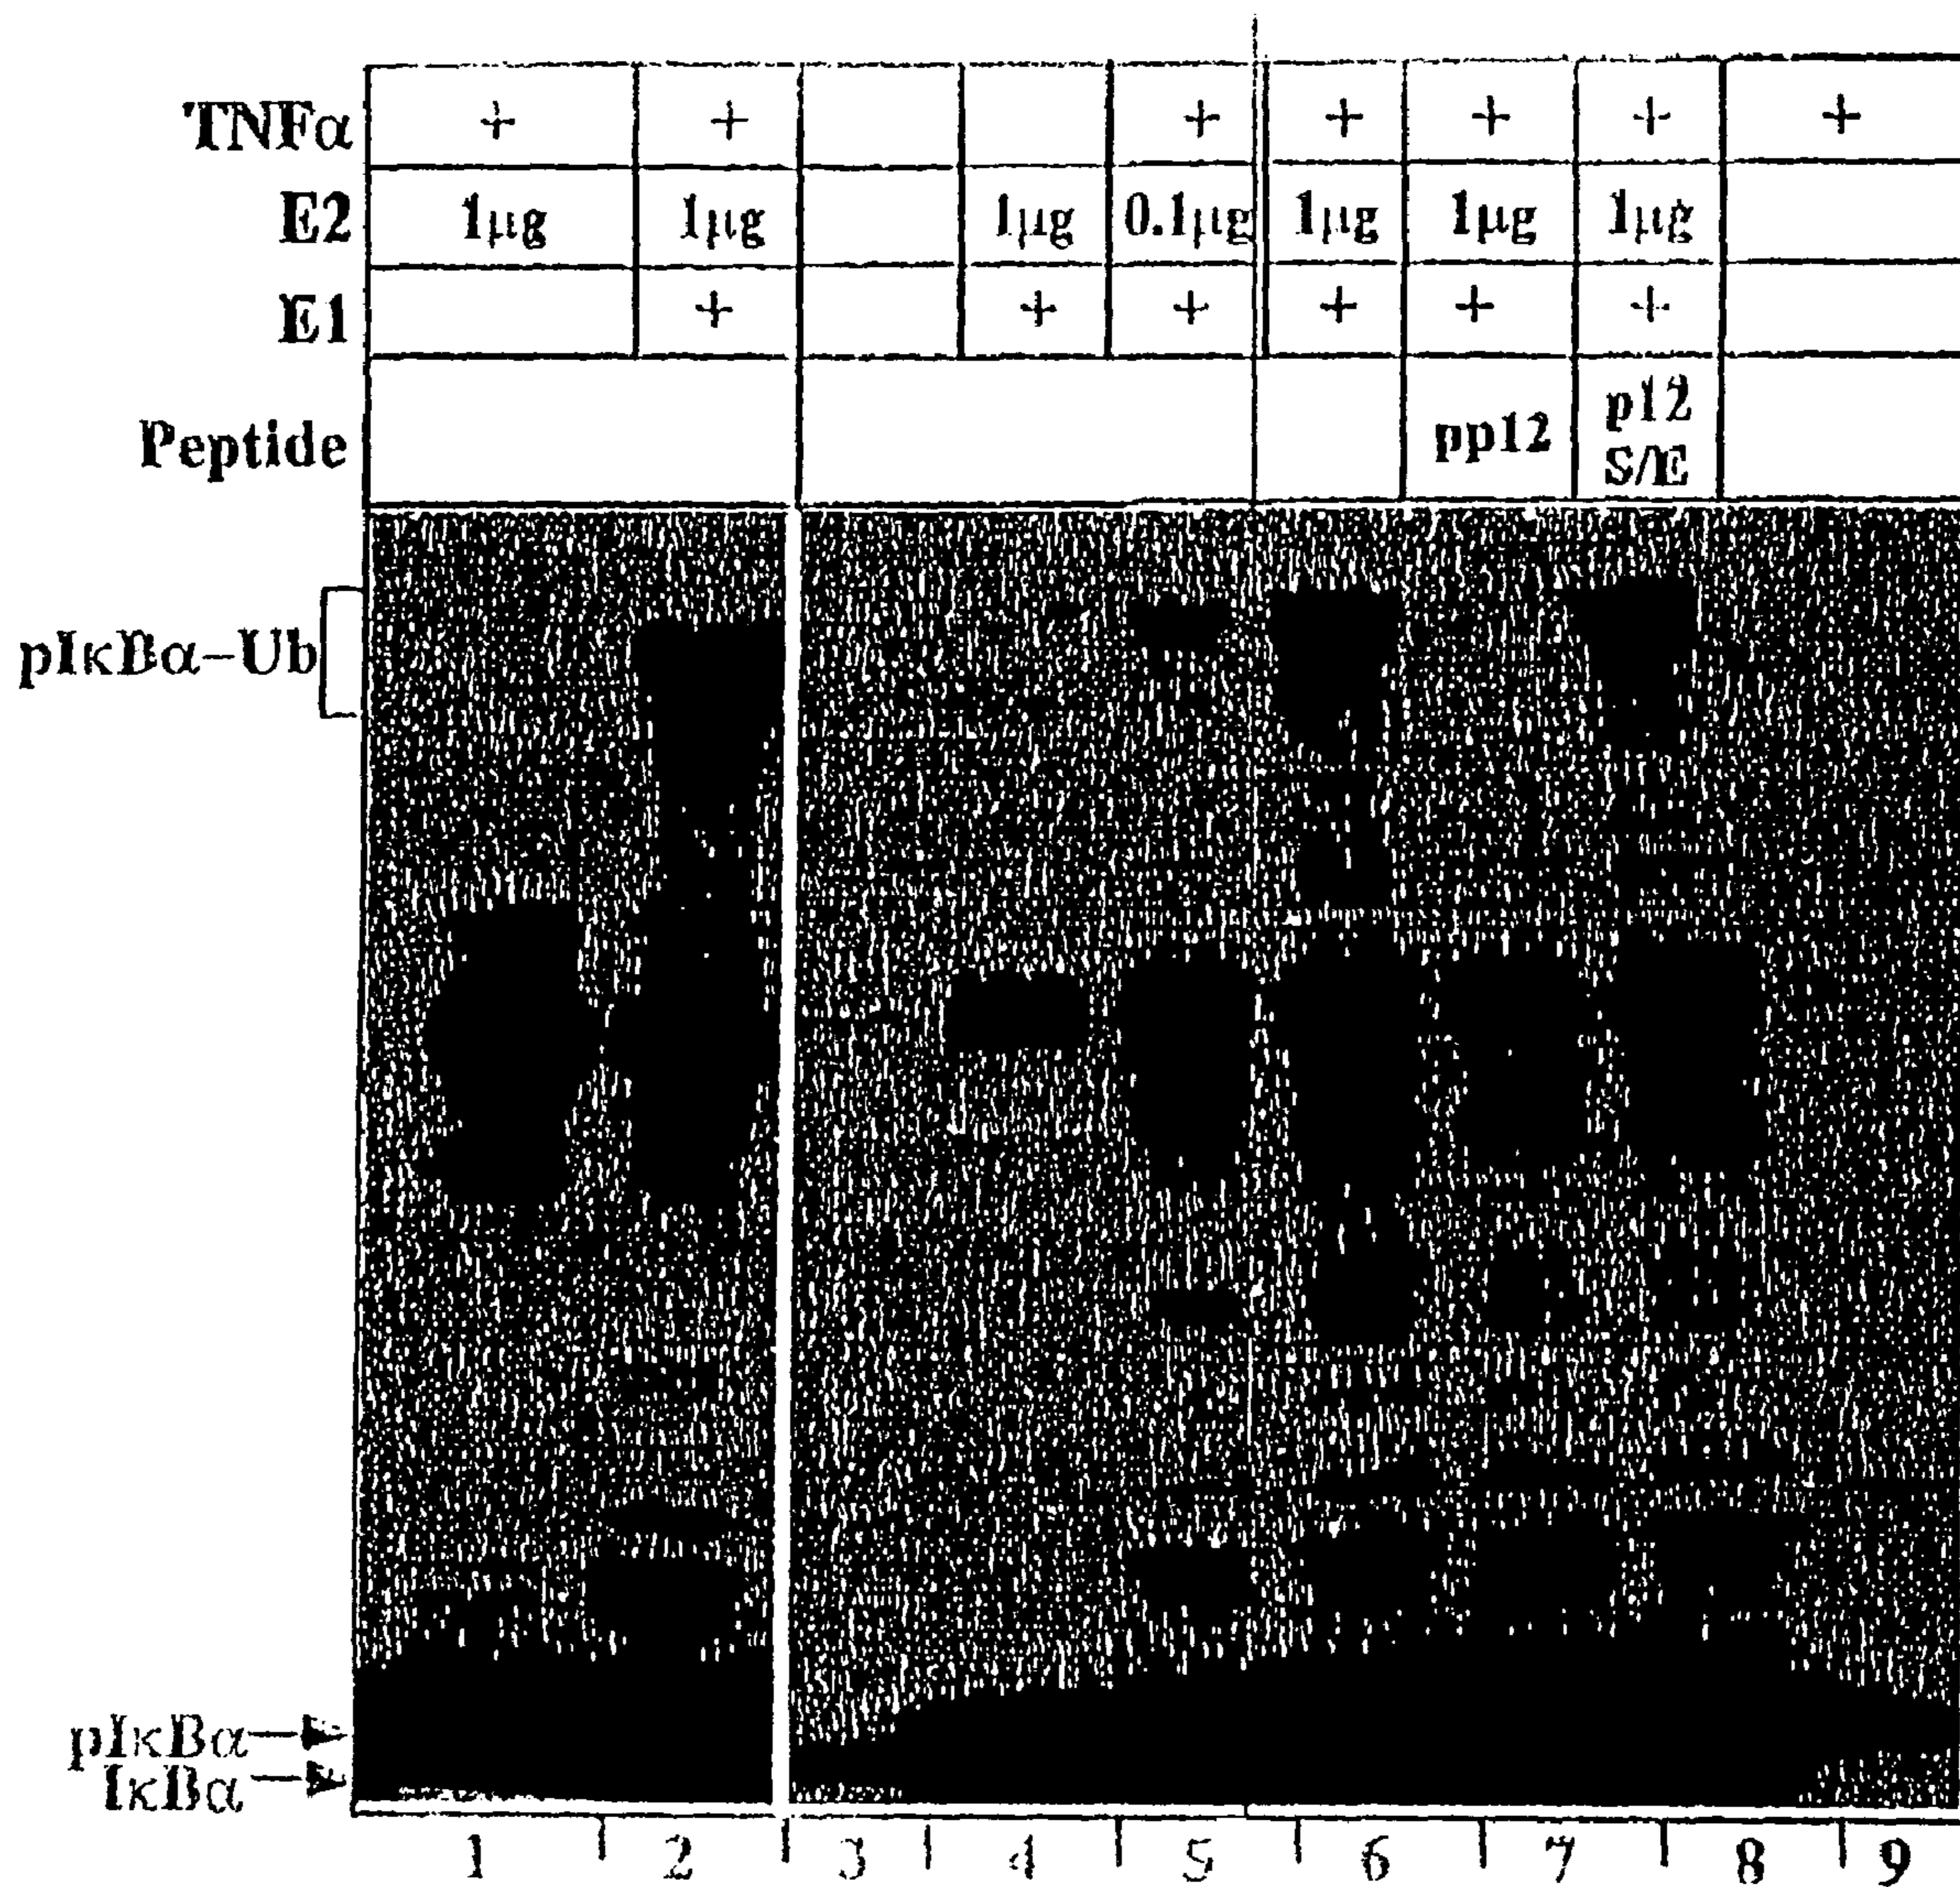 TNFα + + + + + + +
E2 1μg 1μg 1μg 0.1μg 1μg 1μg 1μg
E1 + + + + + +
Peptide pp12 p12 S/E
pIκBα–Ub
pIκBα
IκBα
1 2 3 4 5 6 7 8 9